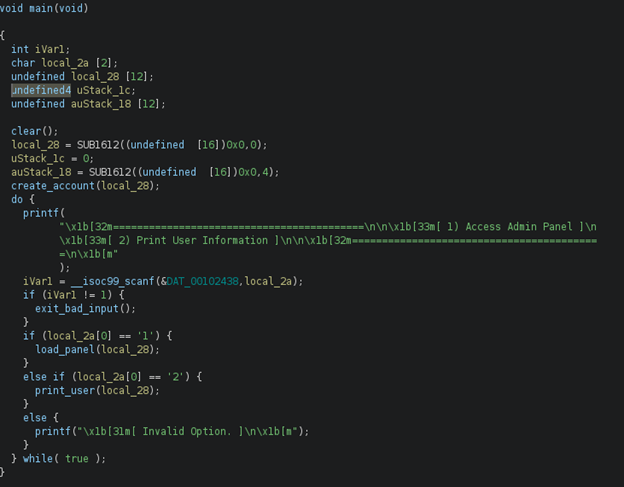 void main(void)
{
int iVar1;
char local_2a [2];
undefined local_28 [12];
undefined4 uStack_1c;
undefined auStack_18 [12];
clear();
local_28 = SUB1612((undefined  [16])0x0,0);
uStack_1c = 0;
auStack_18 = SUB1612((undefined  [16])0x0,4);
create_account(local_28);
do {
printf(
"\x1b[32m==========================================\n\n\x1b[33m[ 1) Access Admin Panel ]\n
\x1b[33m[ 2) Print User Information ]\n\n\x1b[32m=========================================
=\n\x1b[m"
);
iVar1 = __isoc99_scanf(&DAT_00102438,local_2a);
if (iVar1 != 1) {
exit_bad_input();
}
if (local_2a[0] == '1') {
load_panel(local_28);
}
else if (local_2a[0] == '2') {
print_user(local_28);
}
else {
printf("\x1b[31m[ Invalid Option. ]\n\x1b[m");
}
} while( true );
}